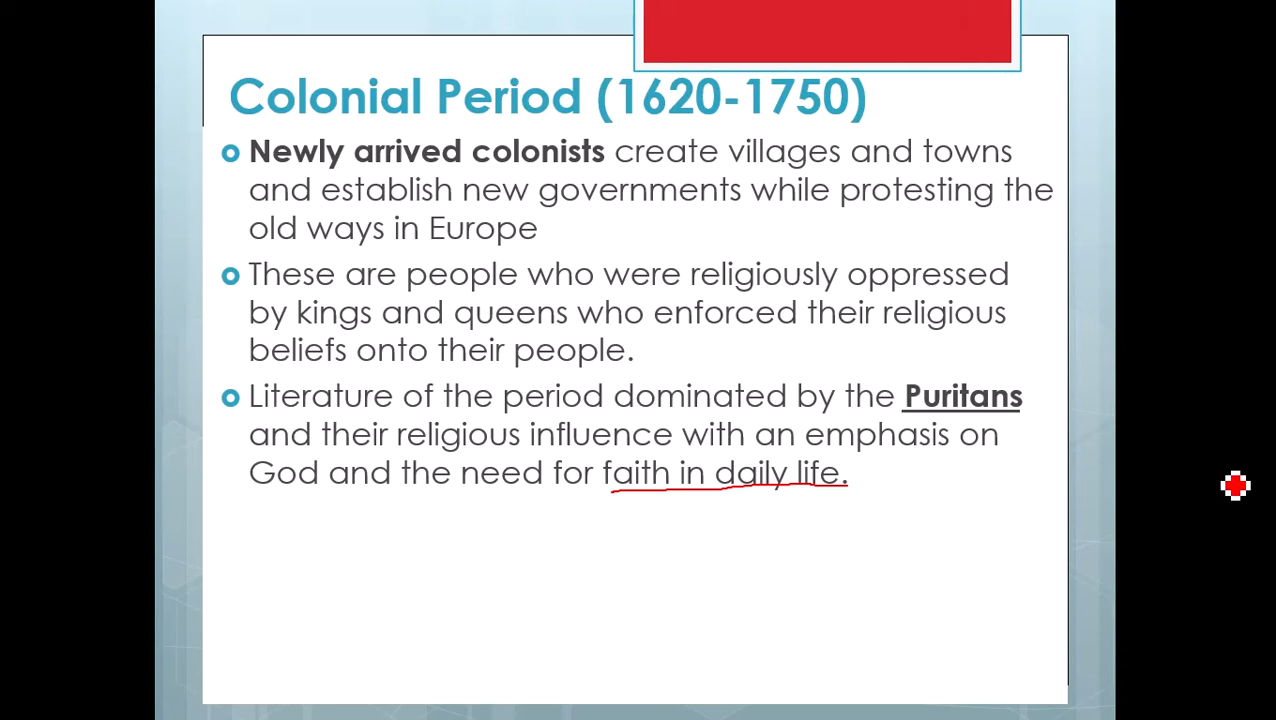 Colonial Period (1620-1750)
Newly arrived colonists create villages and towns
and establish new governments while protesting the
old ways in Europe
These are people who were religiously oppressed
by kings and queens who enforced their religious
beliefs onto their people.
Literature of the period dominated by the Puritans
and their religious influence with an emphasis on
God and the need for faith in daily life.